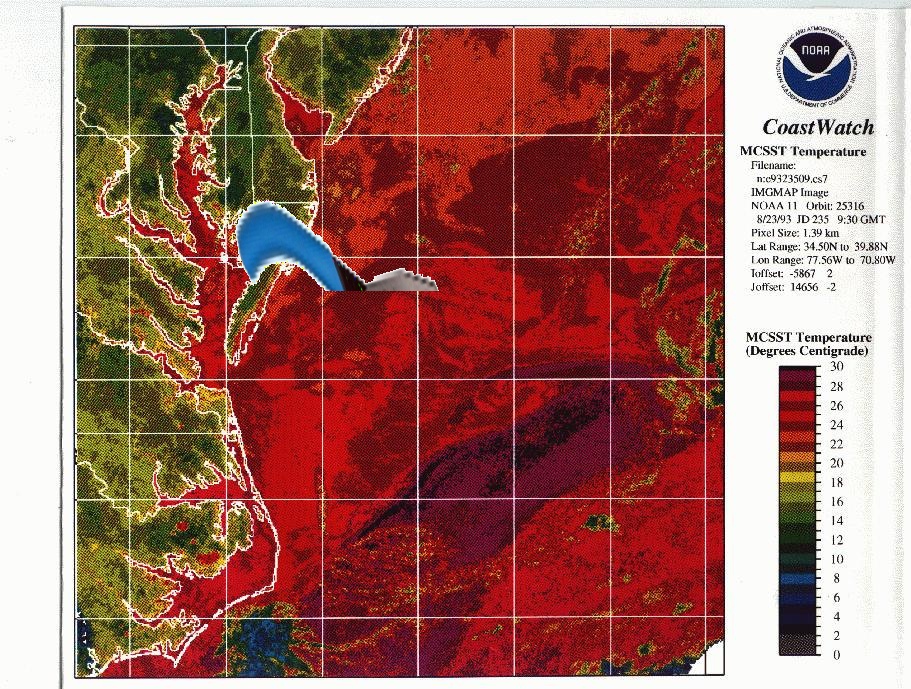 NATIONAL OCEANIC AND ATMOSPHERIC ADMINISTRATION
U.S. DEPARTMENT OF COMMERCE
NOAA
CoastWatch
MCSST Temperature
Filename:
n:c9323509.cs7
IMGMAP Image
NOAA 11 Orbit: 25316
8/23/93 JD 235 9:30 GMT
Pixel Size: 1.39 km
Lat Range: 34.50N to 39.88N
Lon Range: 77.56W to 70.80W
Ioffset: -5867 2
Joffset: 14656 -2
MCSST Temperature
(Degrees Centigrade)
30
28
26
24
22
20
18
16
14
12
10
8
6
4
2
0